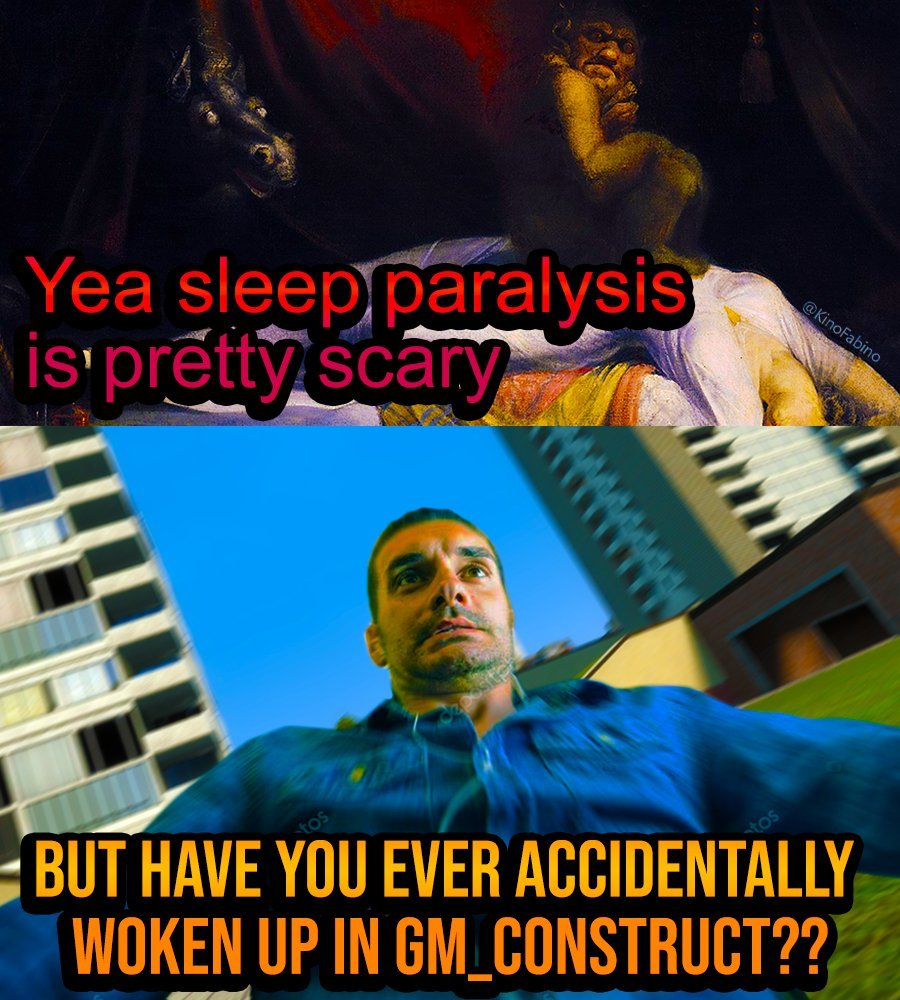 Yea sleep paralysis
is pretty scary
@KinoFabino
BUT HAVE YOU EVER ACCIDENTALLY
WOKEN UP IN GM_CONSTRUCT??